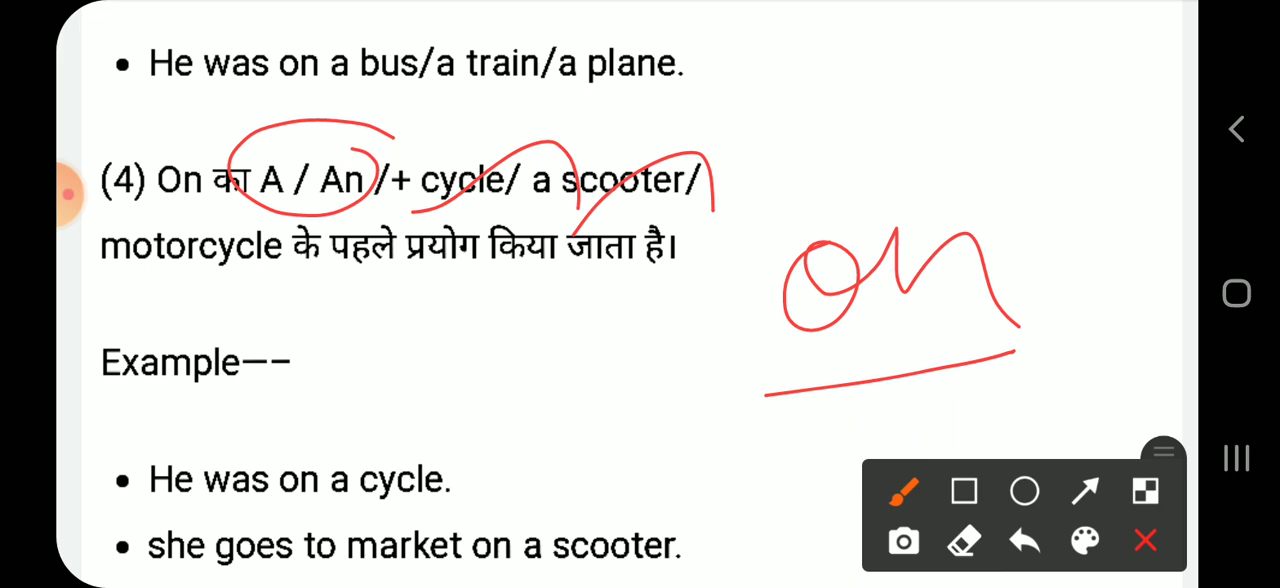 • He was on a bus/a train/a plane.
(4) On का A / An /+ cycle/ a scooter/
motorcycle के पहले प्रयोग किया जाता है।
on
Example––
• He was on a cycle.
• she goes to market on a scooter.